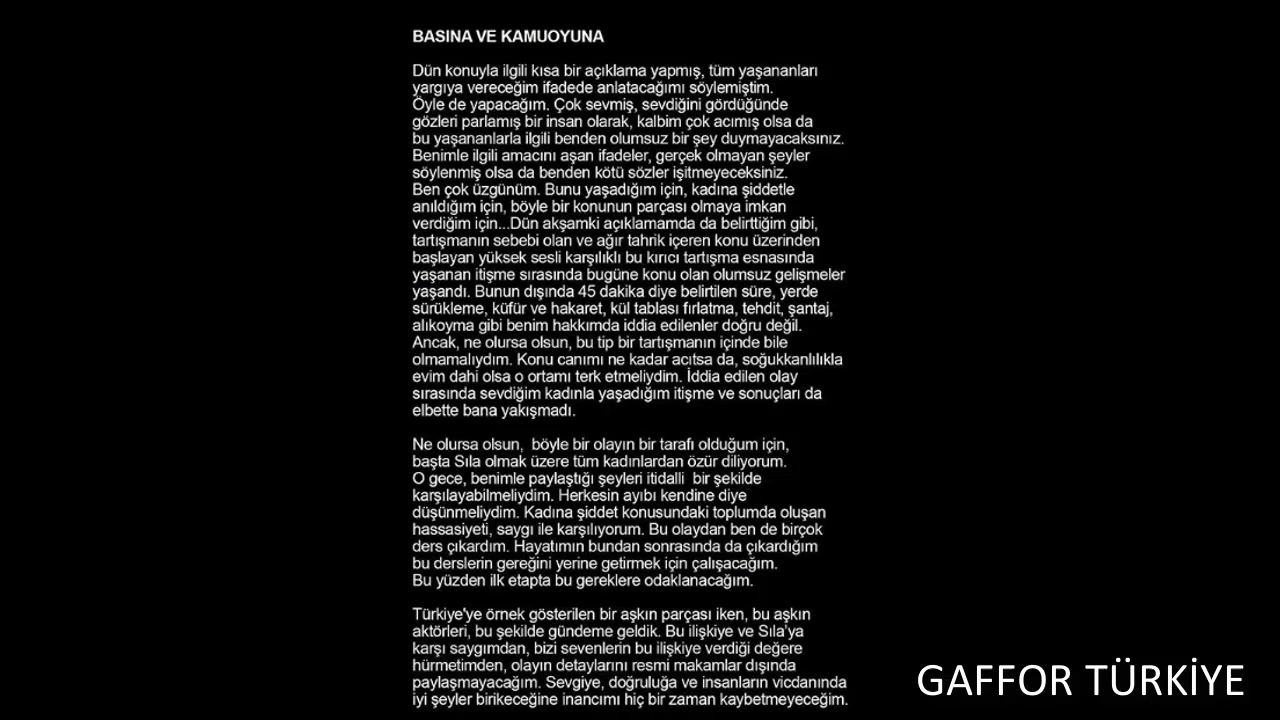 BASINA VE KAMUOYUNA
Dün konuyla ilgili kısa bir açıklama yapmış, tüm yaşananları
yargıya vereceğim ifadede anlatacağımı söylemiştim.
Öyle de yapacağım. Çok sevmiş, sevdiğini gördüğünde
gözleri parlamış bir insan olarak, kalbim çok acımış olsa da
bu yaşananlarla ilgili benden olumsuz bir şey duymayacaksınız.
Benimle ilgili amacını aşan ifadeler, gerçek olmayan şeyler
söylenmiş olsa da benden kötü sözler işitmeyeceksiniz.
Ben çok üzgünüm. Bunu yaşadığım için, kadına şiddetle
anıldığım için, böyle bir konunun parçası olmaya imkan
verdiğim için...Dün akşamki açıklamamda da belirttiğim gibi,
tartışmanın sebebi olan ve ağır tahrik içeren konu üzerinden
başlayan yüksek sesli karşılıklı bu kırıcı tartışma esnasında
yaşanan itişme sırasında bugüne konu olan olumsuz gelişmeler
yaşandı. Bunun dışında 45 dakika diye belirtilen süre, yerde
sürükleme, küfür ve hakaret, kül tablası fırlatma, tehdit, şantaj,
alıkoyma gibi benim hakkımda iddia edilenler doğru değil.
Ancak, ne olursa olsun, bu tip bir tartışmanın içinde bile
olmamalıydım. Konu canımı ne kadar acıtsa da, soğukkanlılıkla
evim dahi olsa o ortamı terk etmeliydim. İddia edilen olay
sırasında sevdiğim kadınla yaşadığım itişme ve sonuçları da
elbette bana yakışmadı.
Ne olursa olsun, böyle bir olayın bir tarafı olduğum için,
başta Sıla olmak üzere tüm kadınlardan özür diliyorum.
O gece, benimle paylaştığı şeyleri itidalli bir şekilde
karşılayabilmeliydim. Herkesin ayıbı kendine diye
düşünmeliydim. Kadına şiddet konusundaki toplumda oluşan
hassasiyeti, saygı ile karşılıyorum. Bu olaydan ben de birçok
ders çıkardım. Hayatımın bundan sonrasında da çıkardığım
bu derslerin gereğini yerine getirmek için çalışacağım.
Bu yüzden ilk etapta bu gereklere odaklanacağım.
Türkiye'ye örnek gösterilen bir aşkın parçası iken, bu aşkın
aktörleri, bu şekilde gündeme geldik. Bu ilişkiye ve Sıla'ya
karşı saygımdan, bizi sevenlerin bu ilişkiye verdiği değere
hürmetimden, olayın detaylarını resmi makamlar dışında
paylaşmayacağım. Sevgiye, doğruluğa ve insanların vicdanında
iyi şeyler birikeceğine inancımı hiç bir zaman kaybetmeyeceğim.
GAFFOR TÜRKİYE